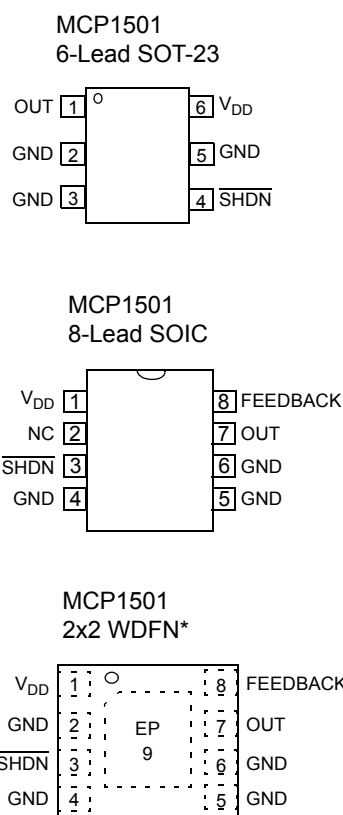 MCP1501
6-Lead SOT-23
OUT 1 6 VDD
GND 2 5 GND
GND 3 4 SHDN
MCP1501
8-Lead SOIC
VDD 1 8 FEEDBACK
NC 2 7 OUT
SHDN 3 6 GND
GND 4 5 GND
MCP1501
2x2 WDFN*
VDD 1 8 FEEDBACK
GND 2 EP 7 OUT
SHDN 3 9 6 GND
GND 4 5 GND